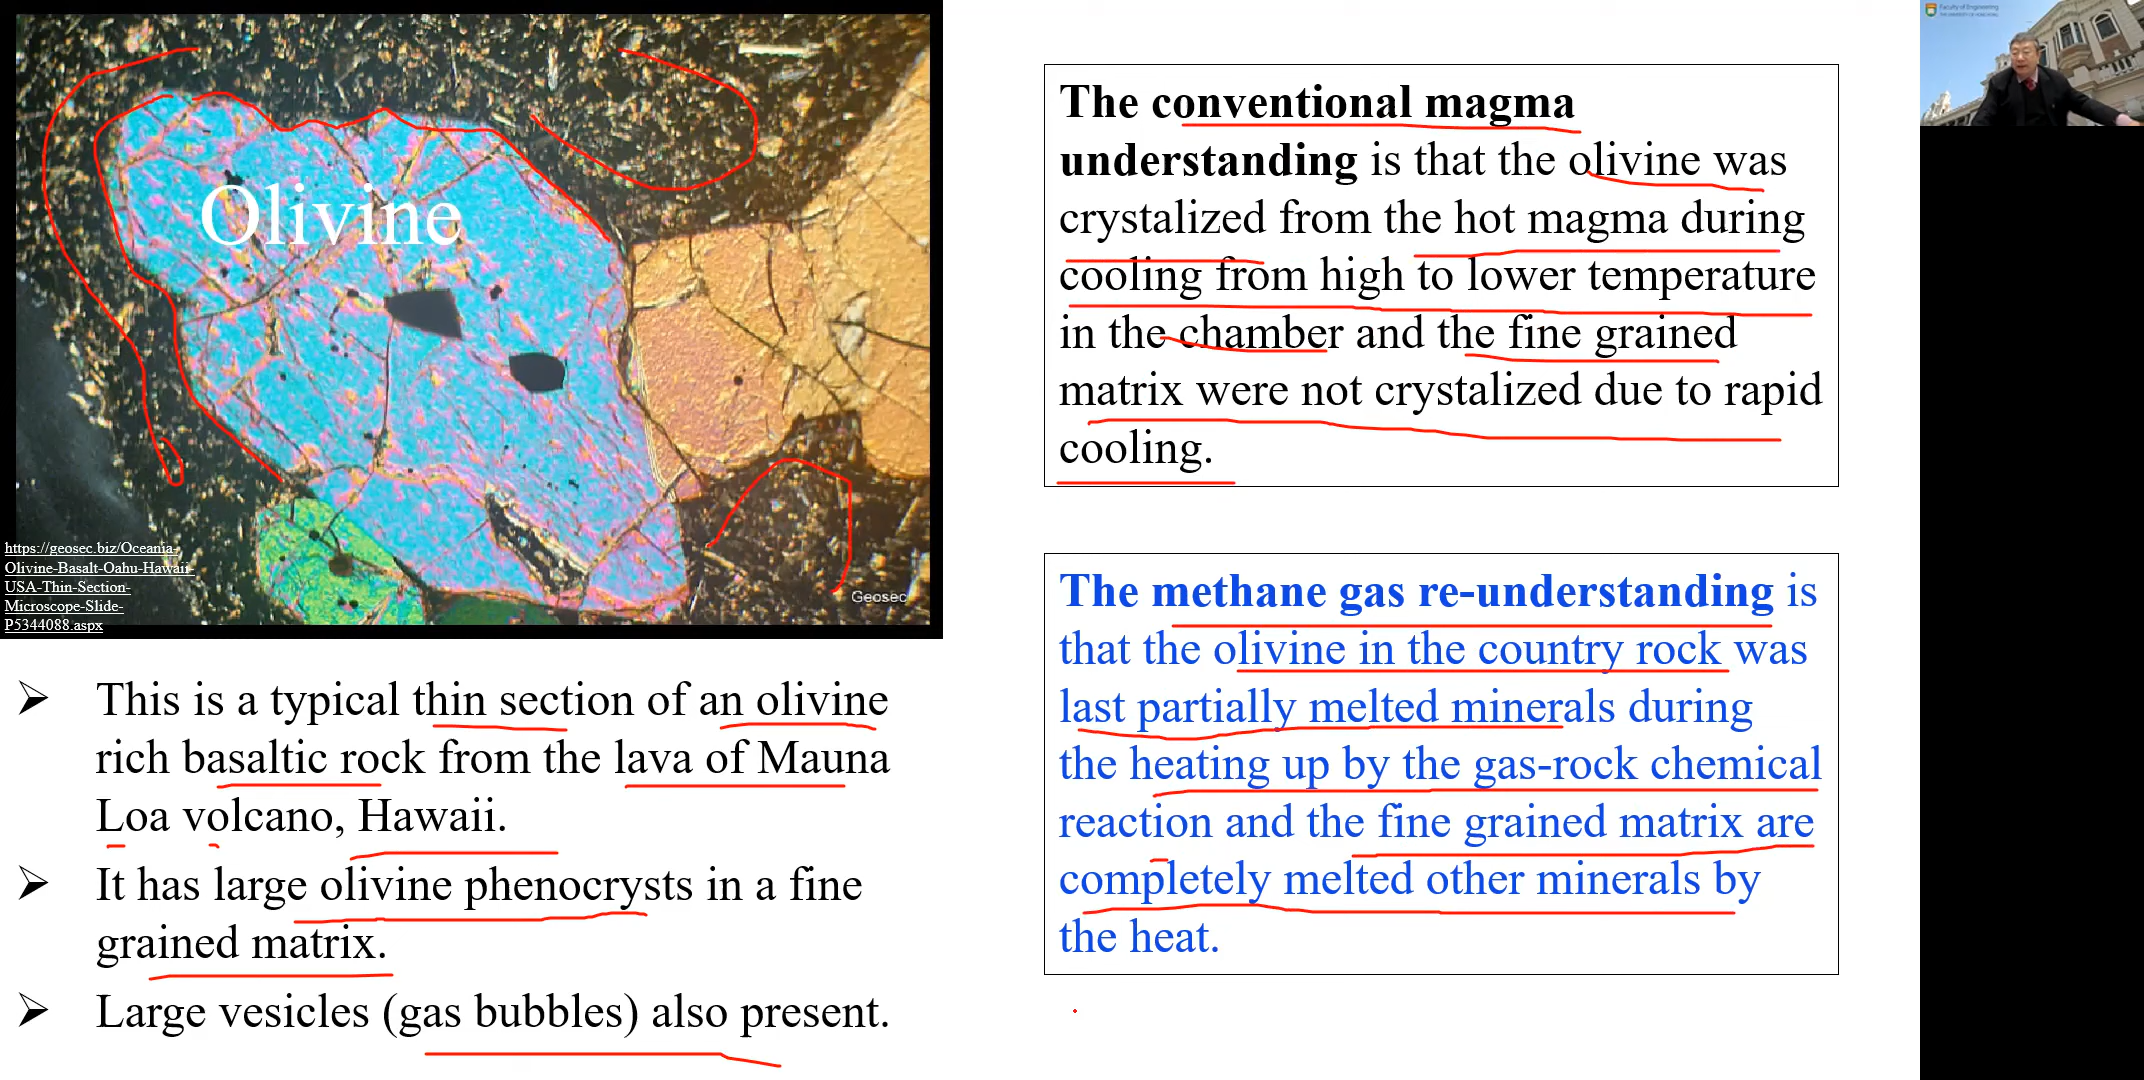 Olivine
https://geosec.biz/Oceania-
Olivine-Basalt-Oahu-Hawaii-
USA-Thin-Section-
Microscope-Slide-
P5344088.aspx
Geosec
➢ This is a typical thin section of an olivine
rich basaltic rock from the lava of Mauna
Loa volcano, Hawaii.
➢ It has large olivine phenocrysts in a fine
grained matrix.
➢ Large vesicles (gas bubbles) also present.
The conventional magma
understanding is that the olivine was
crystalized from the hot magma during
cooling from high to lower temperature
in the chamber and the fine grained
matrix were not crystalized due to rapid
cooling.
The methane gas re-understanding is
that the olivine in the country rock was
last partially melted minerals during
the heating up by the gas-rock chemical
reaction and the fine grained matrix are
completely melted other minerals by
the heat.
Faculty of Engineering